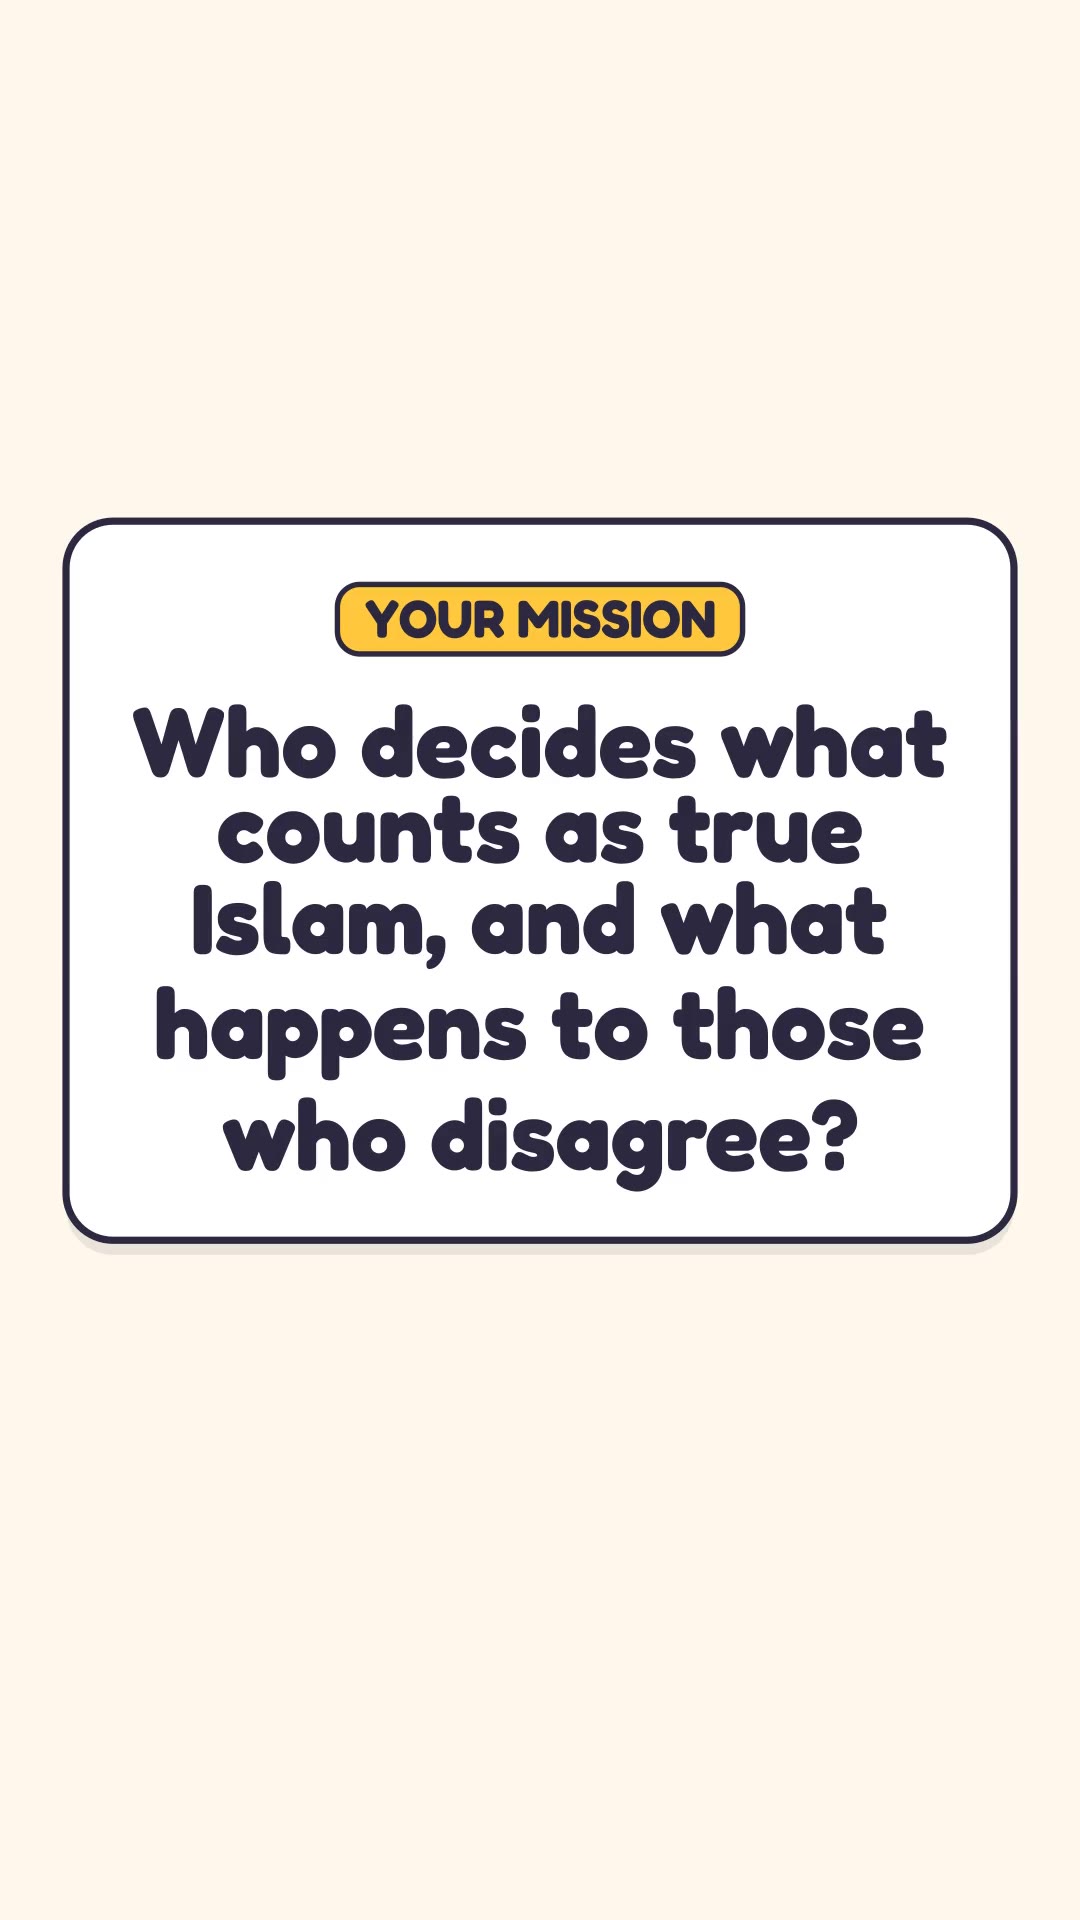 YOUR MISSION
Who decides what
counts as true
Islam, and what
happens to those
who disagree?